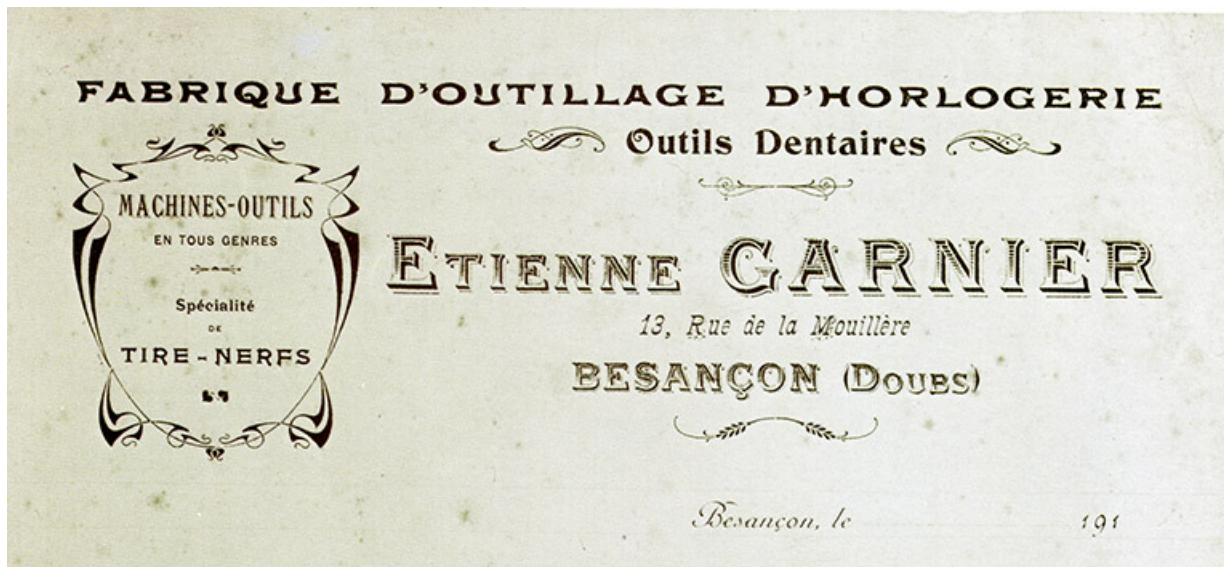 FABRIQUE D'OUTILLAGE D'HORLOGERIE
Outils Dentaires
MACHINES-OUTILS
EN TOUS GENRES
Spécialité
DE
TIRE-NERFS
ETIENNE GARNIER
13, Rue de la Mouillère
BESANÇON (DOUBS)
Besançon, le 191